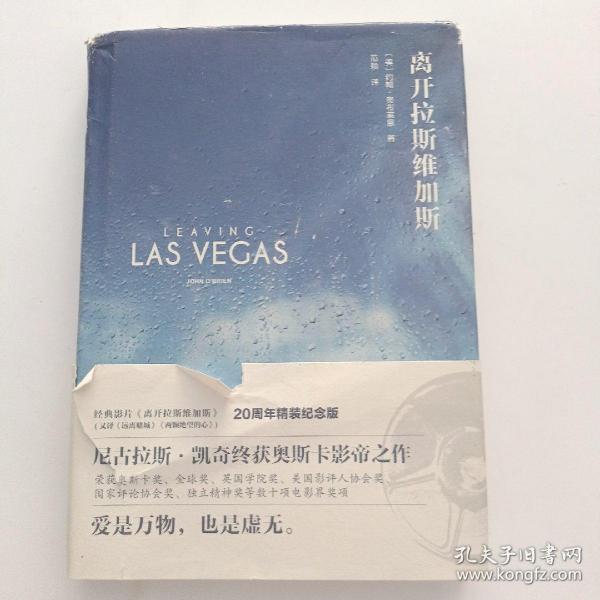 离开拉斯维加斯
〔美〕约翰·奥布莱恩 著
译
LEAVING
LAS VEGAS
JOHN O'BRIEN
经典影片《离开拉斯维加斯》
(又译《远离赌城》《两颗绝望的心》)
20周年精装纪念版
尼古拉斯·凯奇终获奥斯卡影帝之作
荣获奥斯卡奖、金球奖、英国学院奖、美国影评人协会奖、
国家评论协会奖、独立精神奖等数十项电影界奖项
爱是万物，也是虚无。
孔夫子旧书网
www.kongfz.com